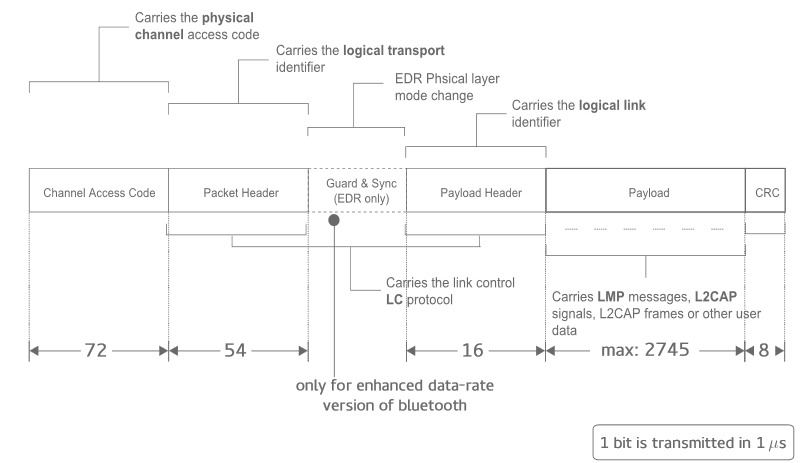 Carries the physical
channel access code
Carries the logical transport
identifier
EDR Phsical layer
mode change
Carries the logical link
identifier
Channel Access Code
Packet Header
Guard & Sync
(EDR only)
Payload Header
Payload
CRC
Carries the link control
LC protocol
Carries LMP messages, L2CAP
signals, L2CAP frames or other user
data
72
54
16
max: 2745
8
only for enhanced data-rate
version of bluetooth
1 bit is transmitted in 1 μs